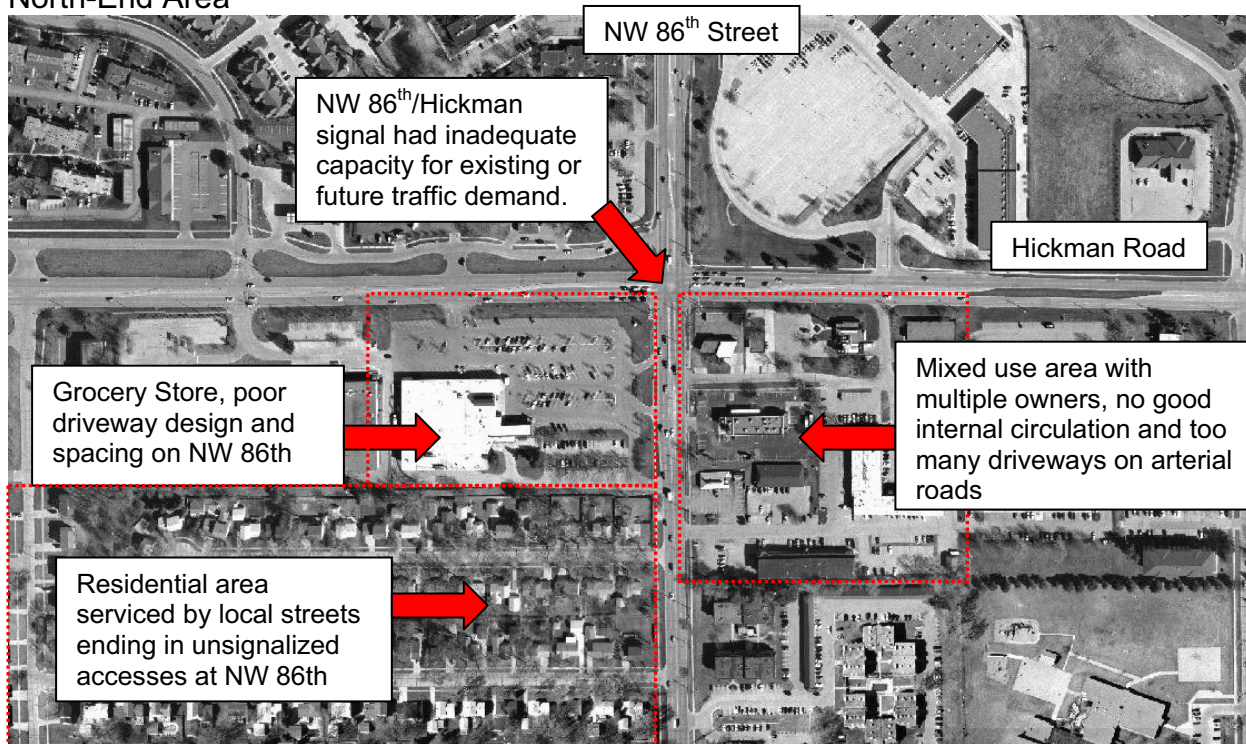 North-End Area
NW 86th Street
NW 86th/Hickman
signal had inadequate
capacity for existing or
future traffic demand.
Hickman Road
Grocery Store, poor
driveway design and
spacing on NW 86th
Mixed use area with
multiple owners, no good
internal circulation and too
many driveways on arterial
roads
Residential area
serviced by local streets
ending in unsignalized
accesses at NW 86th